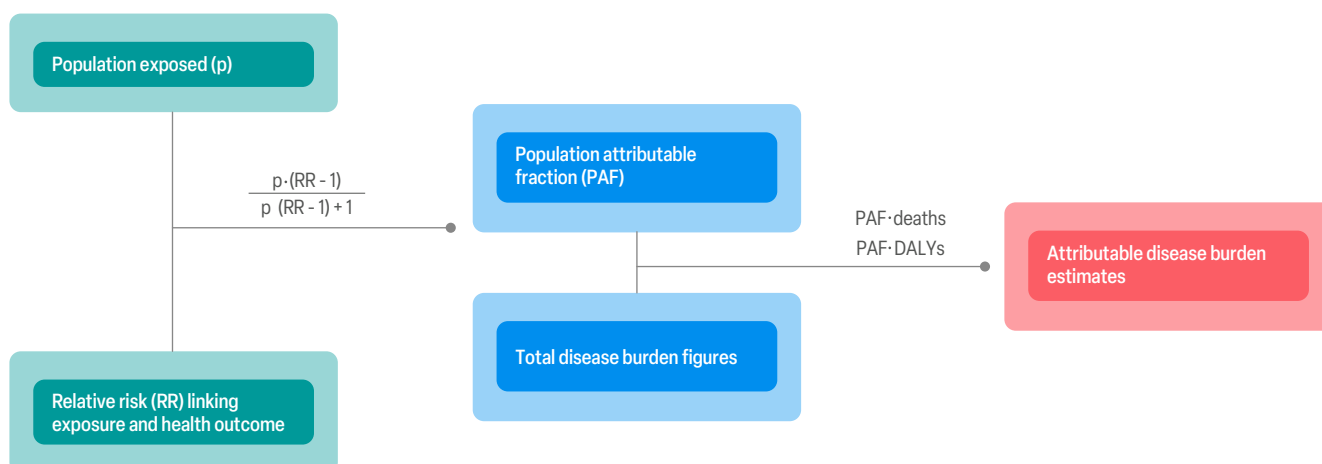 Population exposed (p)
p·(RR - 1)
p (RR - 1) + 1
Relative risk (RR) linking
exposure and health outcome
Population attributable
fraction (PAF)
Total disease burden figures
PAF·deaths
PAF·DALYs
Attributable disease burden
estimates